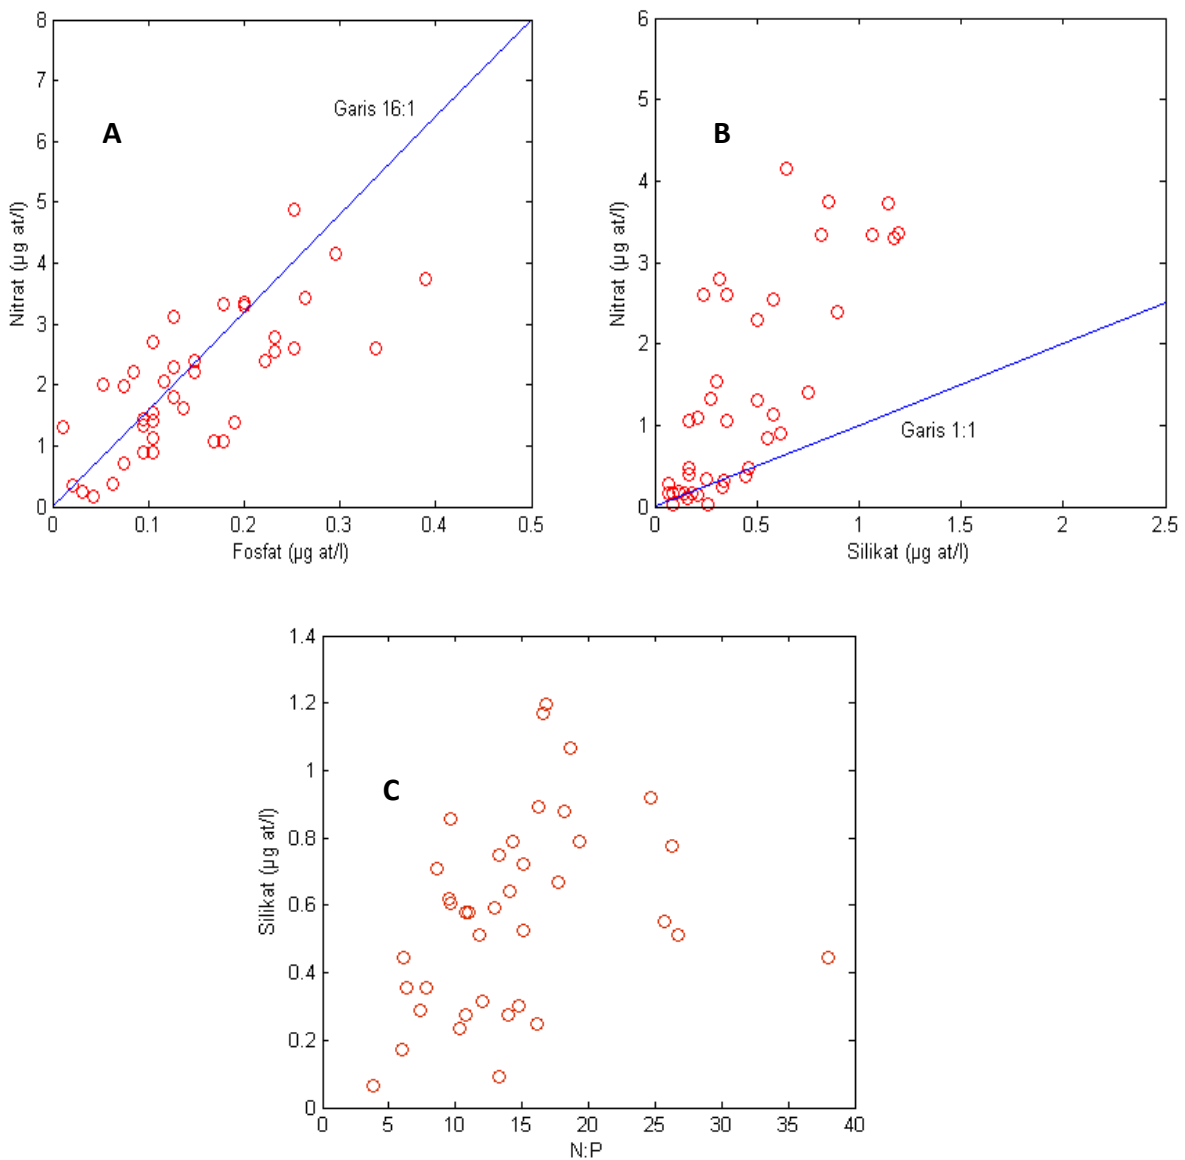 A
Garis 16:1
Nitrat (µg at/l)
8
7
6
5
4
3
2
1
0
0 0.1 0.2 0.3 0.4 0.5
Fosfat (µg at/l)
B
Garis 1:1
Nitrat (µg at/l)
6
5
4
3
2
1
0
0 0.5 1 1.5 2 2.5
Silikat (µg at/l)
C
Silikat (µg at/l)
1.4
1.2
1
0.8
0.6
0.4
0.2
0
0 5 10 15 20 25 30 35 40
N:P